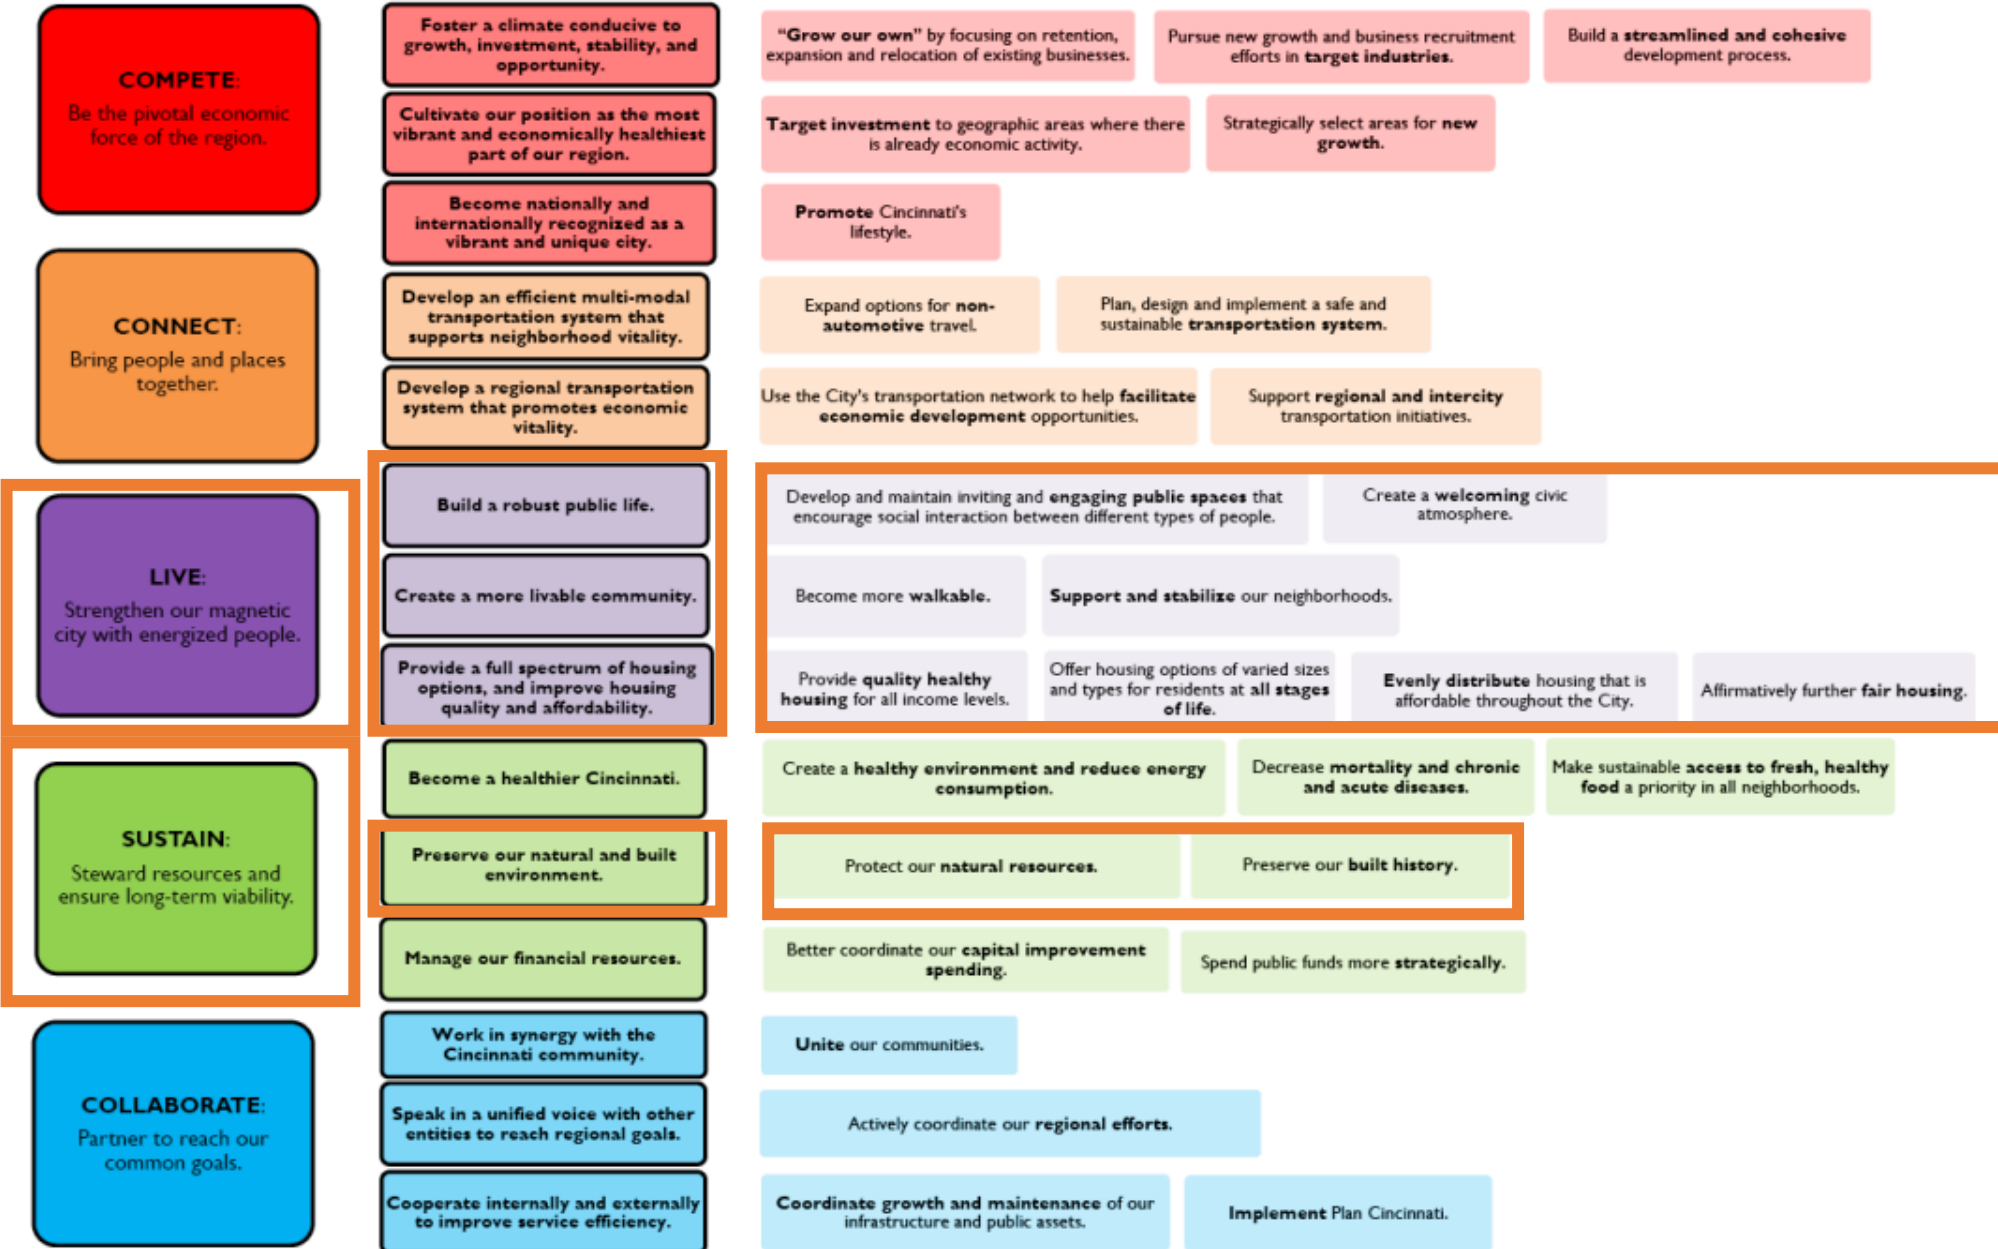 COMPETE:
Be the pivotal economic
force of the region.
Foster a climate conducive to
growth, investment, stability, and
opportunity.
“Grow our own” by focusing on retention,
expansion and relocation of existing businesses.
Pursue new growth and business recruitment
efforts in target industries.
Build a streamlined and cohesive
development process.
Cultivate our position as the most
vibrant and economically healthiest
part of our region.
Target investment to geographic areas where there
is already economic activity.
Strategically select areas for new
growth.
Become nationally and
internationally recognized as a
vibrant and unique city.
Promote Cincinnati's
lifestyle.
CONNECT:
Bring people and places
together.
Develop an efficient multi-modal
transportation system that
supports neighborhood vitality.
Expand options for non-
automotive travel.
Plan, design and implement a safe and
sustainable transportation system.
Develop a regional transportation
system that promotes economic
vitality.
Use the City's transportation network to help facilitate
economic development opportunities.
Support regional and intercity
transportation initiatives.
LIVE:
Strengthen our magnetic
city with energized people.
Build a robust public life.
Develop and maintain inviting and engaging public spaces that
encourage social interaction between different types of people.
Create a welcoming civic
atmosphere.
Create a more livable community.
Become more walkable.
Support and stabilize our neighborhoods.
Provide a full spectrum of housing
options, and improve housing
quality and affordability.
Provide quality healthy
housing for all income levels.
Offer housing options of varied sizes
and types for residents at all stages
of life.
Evenly distribute housing that is
affordable throughout the City.
Affirmatively further fair housing.
SUSTAIN:
Steward resources and
ensure long-term viability.
Become a healthier Cincinnati.
Create a healthy environment and reduce energy
consumption.
Decrease mortality and chronic
and acute diseases.
Make sustainable access to fresh, healthy
food a priority in all neighborhoods.
Preserve our natural and built
environment.
Protect our natural resources.
Preserve our built history.
Manage our financial resources.
Better coordinate our capital improvement
spending.
Spend public funds more strategically.
COLLABORATE:
Partner to reach our
common goals.
Work in synergy with the
Cincinnati community.
Unite our communities.
Speak in a unified voice with other
entities to reach regional goals.
Actively coordinate our regional efforts.
Cooperate internally and externally
to improve service efficiency.
Coordinate growth and maintenance of our
infrastructure and public assets.
Implement Plan Cincinnati.